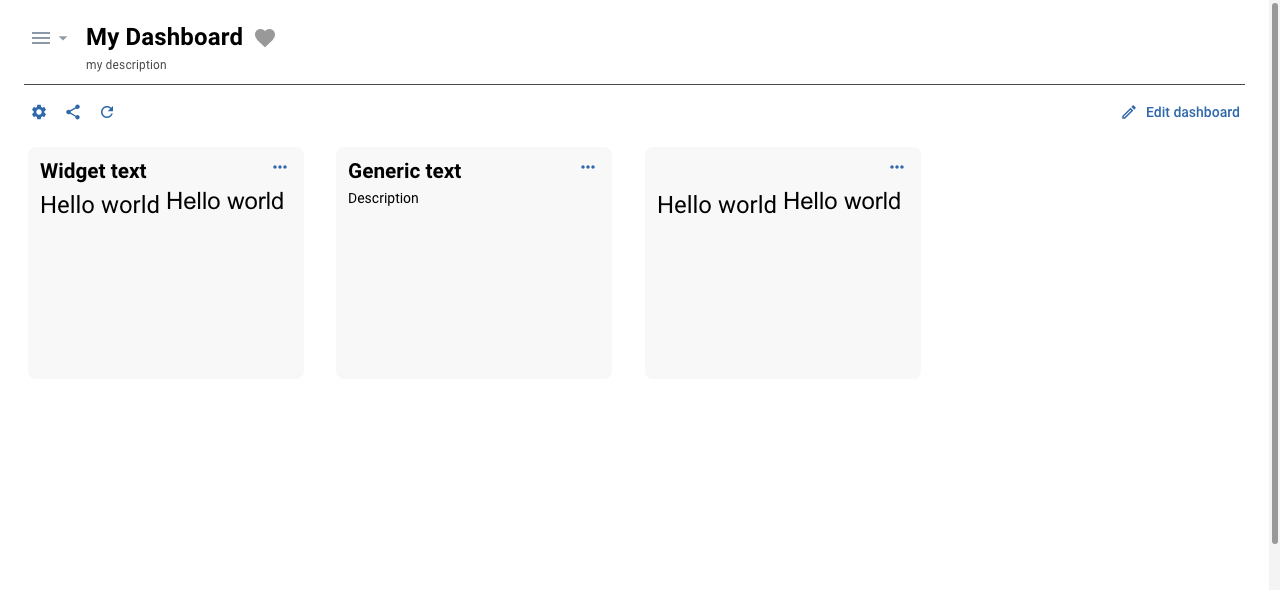 My Dashboard
my description
Edit dashboard
Widget text
Hello world Hello world
Generic text
Description
Hello world Hello world